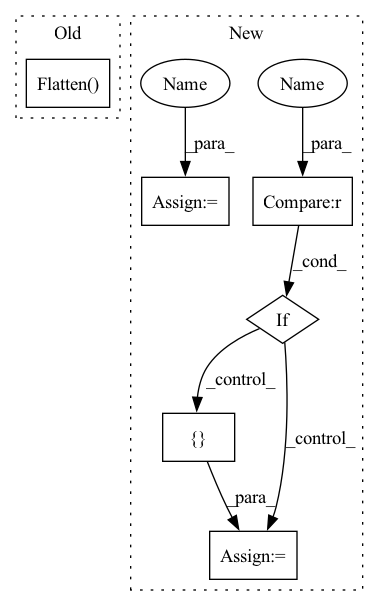 Old
New
Flatten()
Name
Name
_para_
_para_
Assign:=
Compare:r
_cond_
If
_control_
{}
_control_
_para_
Assign:=